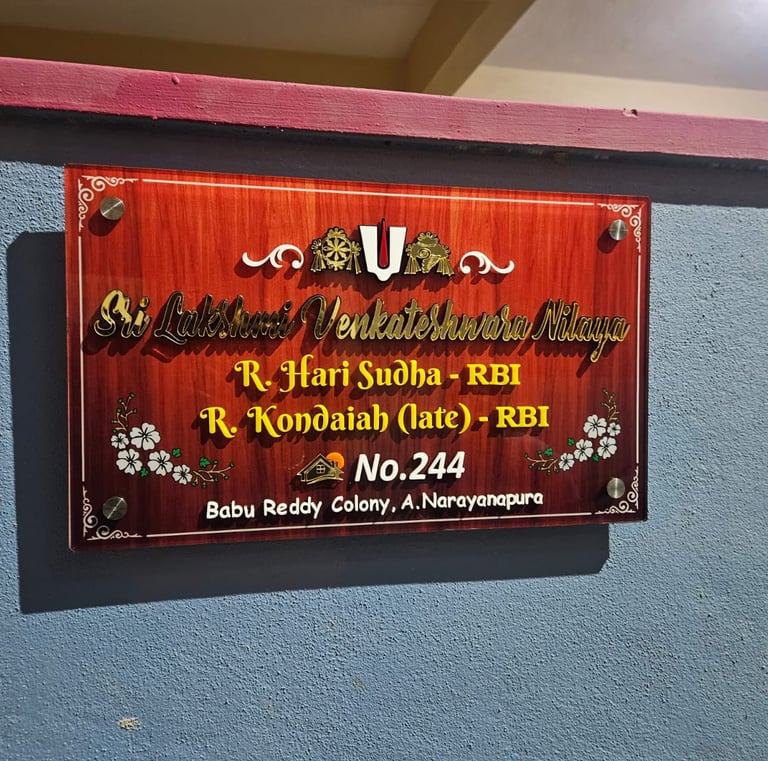 Sri Lakshmi Venkateshwara Nilaya
R. Hari Sudha - RBI
R. Kondaiah (late) - RBI
No.244
Babu Reddy Colony, A.Narayanapura